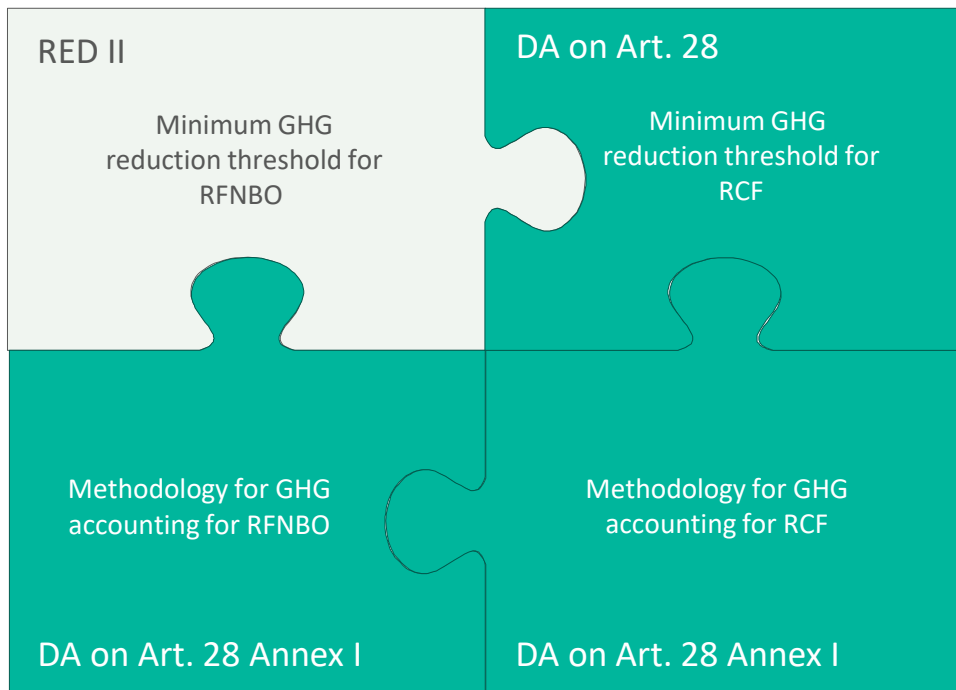 RED II
Minimum GHG
reduction threshold for
RFNBO
DA on Art. 28
Minimum GHG
reduction threshold for
RCF
Methodology for GHG
accounting for RFNBO
DA on Art. 28 Annex I
Methodology for GHG
accounting for RCF
DA on Art. 28 Annex I